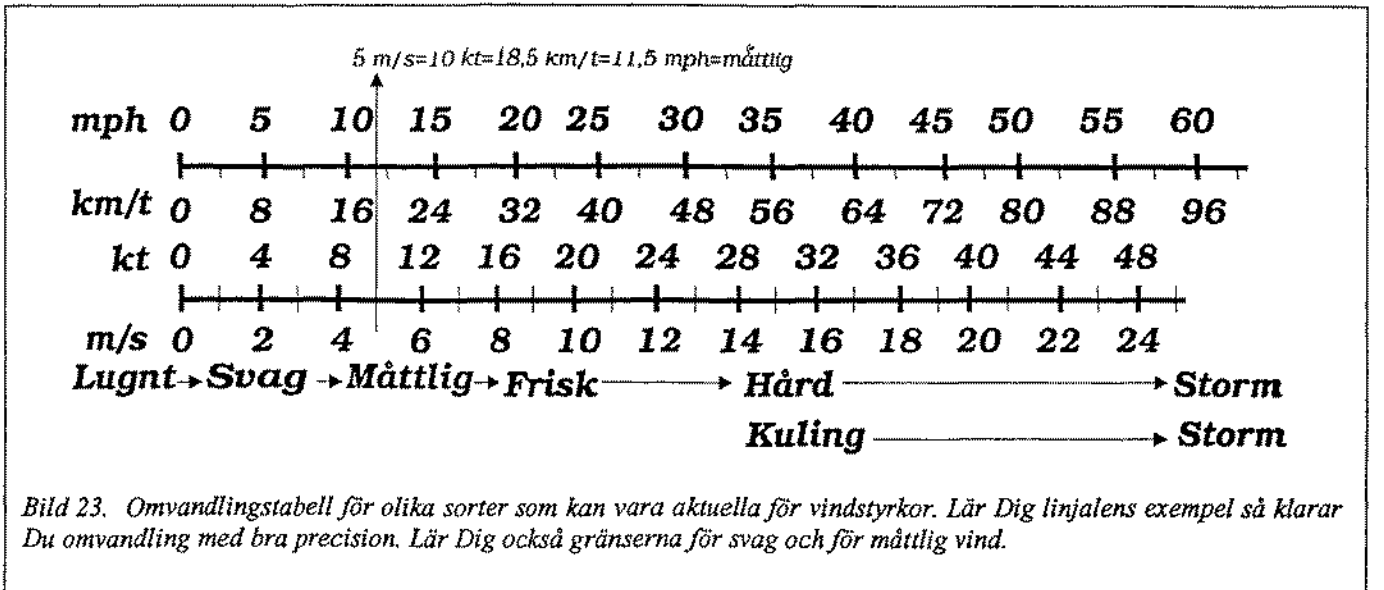 5 m/s=10 kt=18,5 km/t=11,5 mph=måttlig
mph 0 5 10 15 20 25 30 35 40 45 50 55 60
km/t 0 8 16 24 32 40 48 56 64 72 80 88 96
kt 0 4 8 12 16 20 24 28 32 36 40 44 48
m/s 0 2 4 6 8 10 12 14 16 18 20 22 24
Lugnt Svag Måttlig Frisk Hård Storm
Kuling Storm
Bild 23. Omvandlingstabell för olika sorter som kan vara aktuella för vindstyrkor. Lär Dig linjalens exempel så klarar
Du omvandling med bra precision. Lär Dig också gränserna för svag och för måttlig vind.